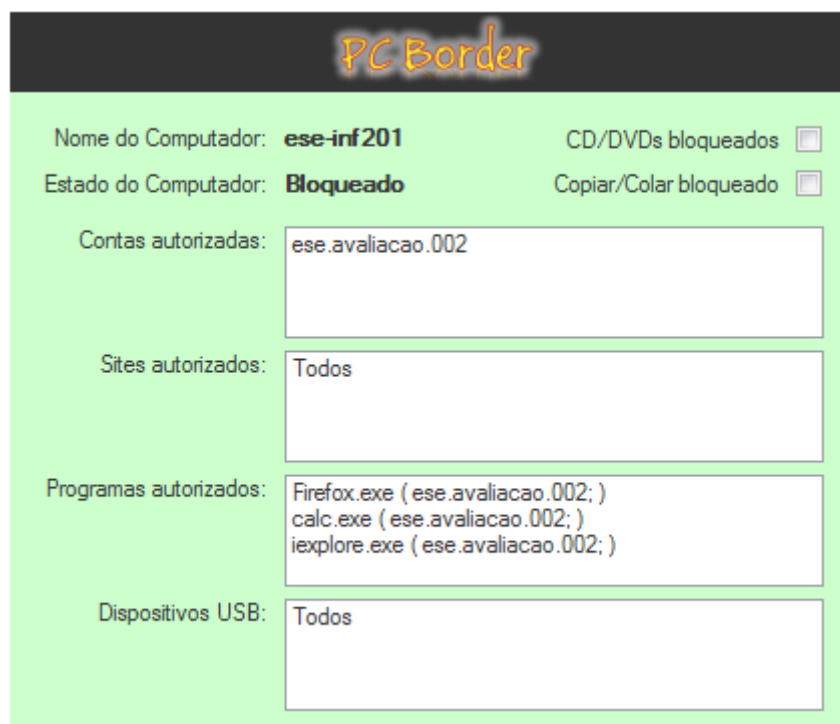 PC Border
Nome do Computador: ese-inf201 CD/DVDs bloqueados
Estado do Computador: Bloqueado Copiar/Colar bloqueado
Contas autorizadas: ese.avaliacao.002
Sites autorizados: Todos
Programas autorizados: Firefox.exe ( ese.avaliacao.002; )
calc.exe ( ese.avaliacao.002; )
iexplore.exe ( ese.avaliacao.002; )
Dispositivos USB: Todos